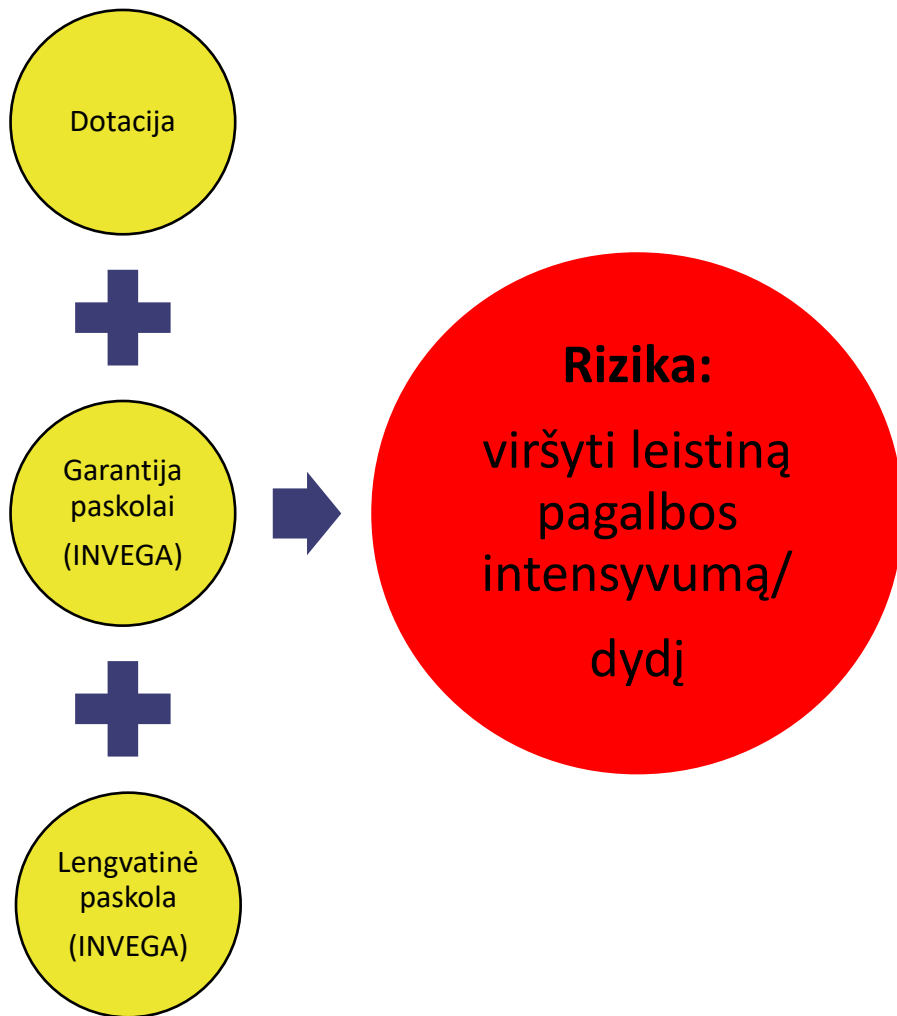 Dotacija
Garantija
paskolai
(INVEGA)
Rizika:
viršyti leistiną
pagalbos
intensyvumą/
dydį
Lengvatinė
paskola
(INVEGA)